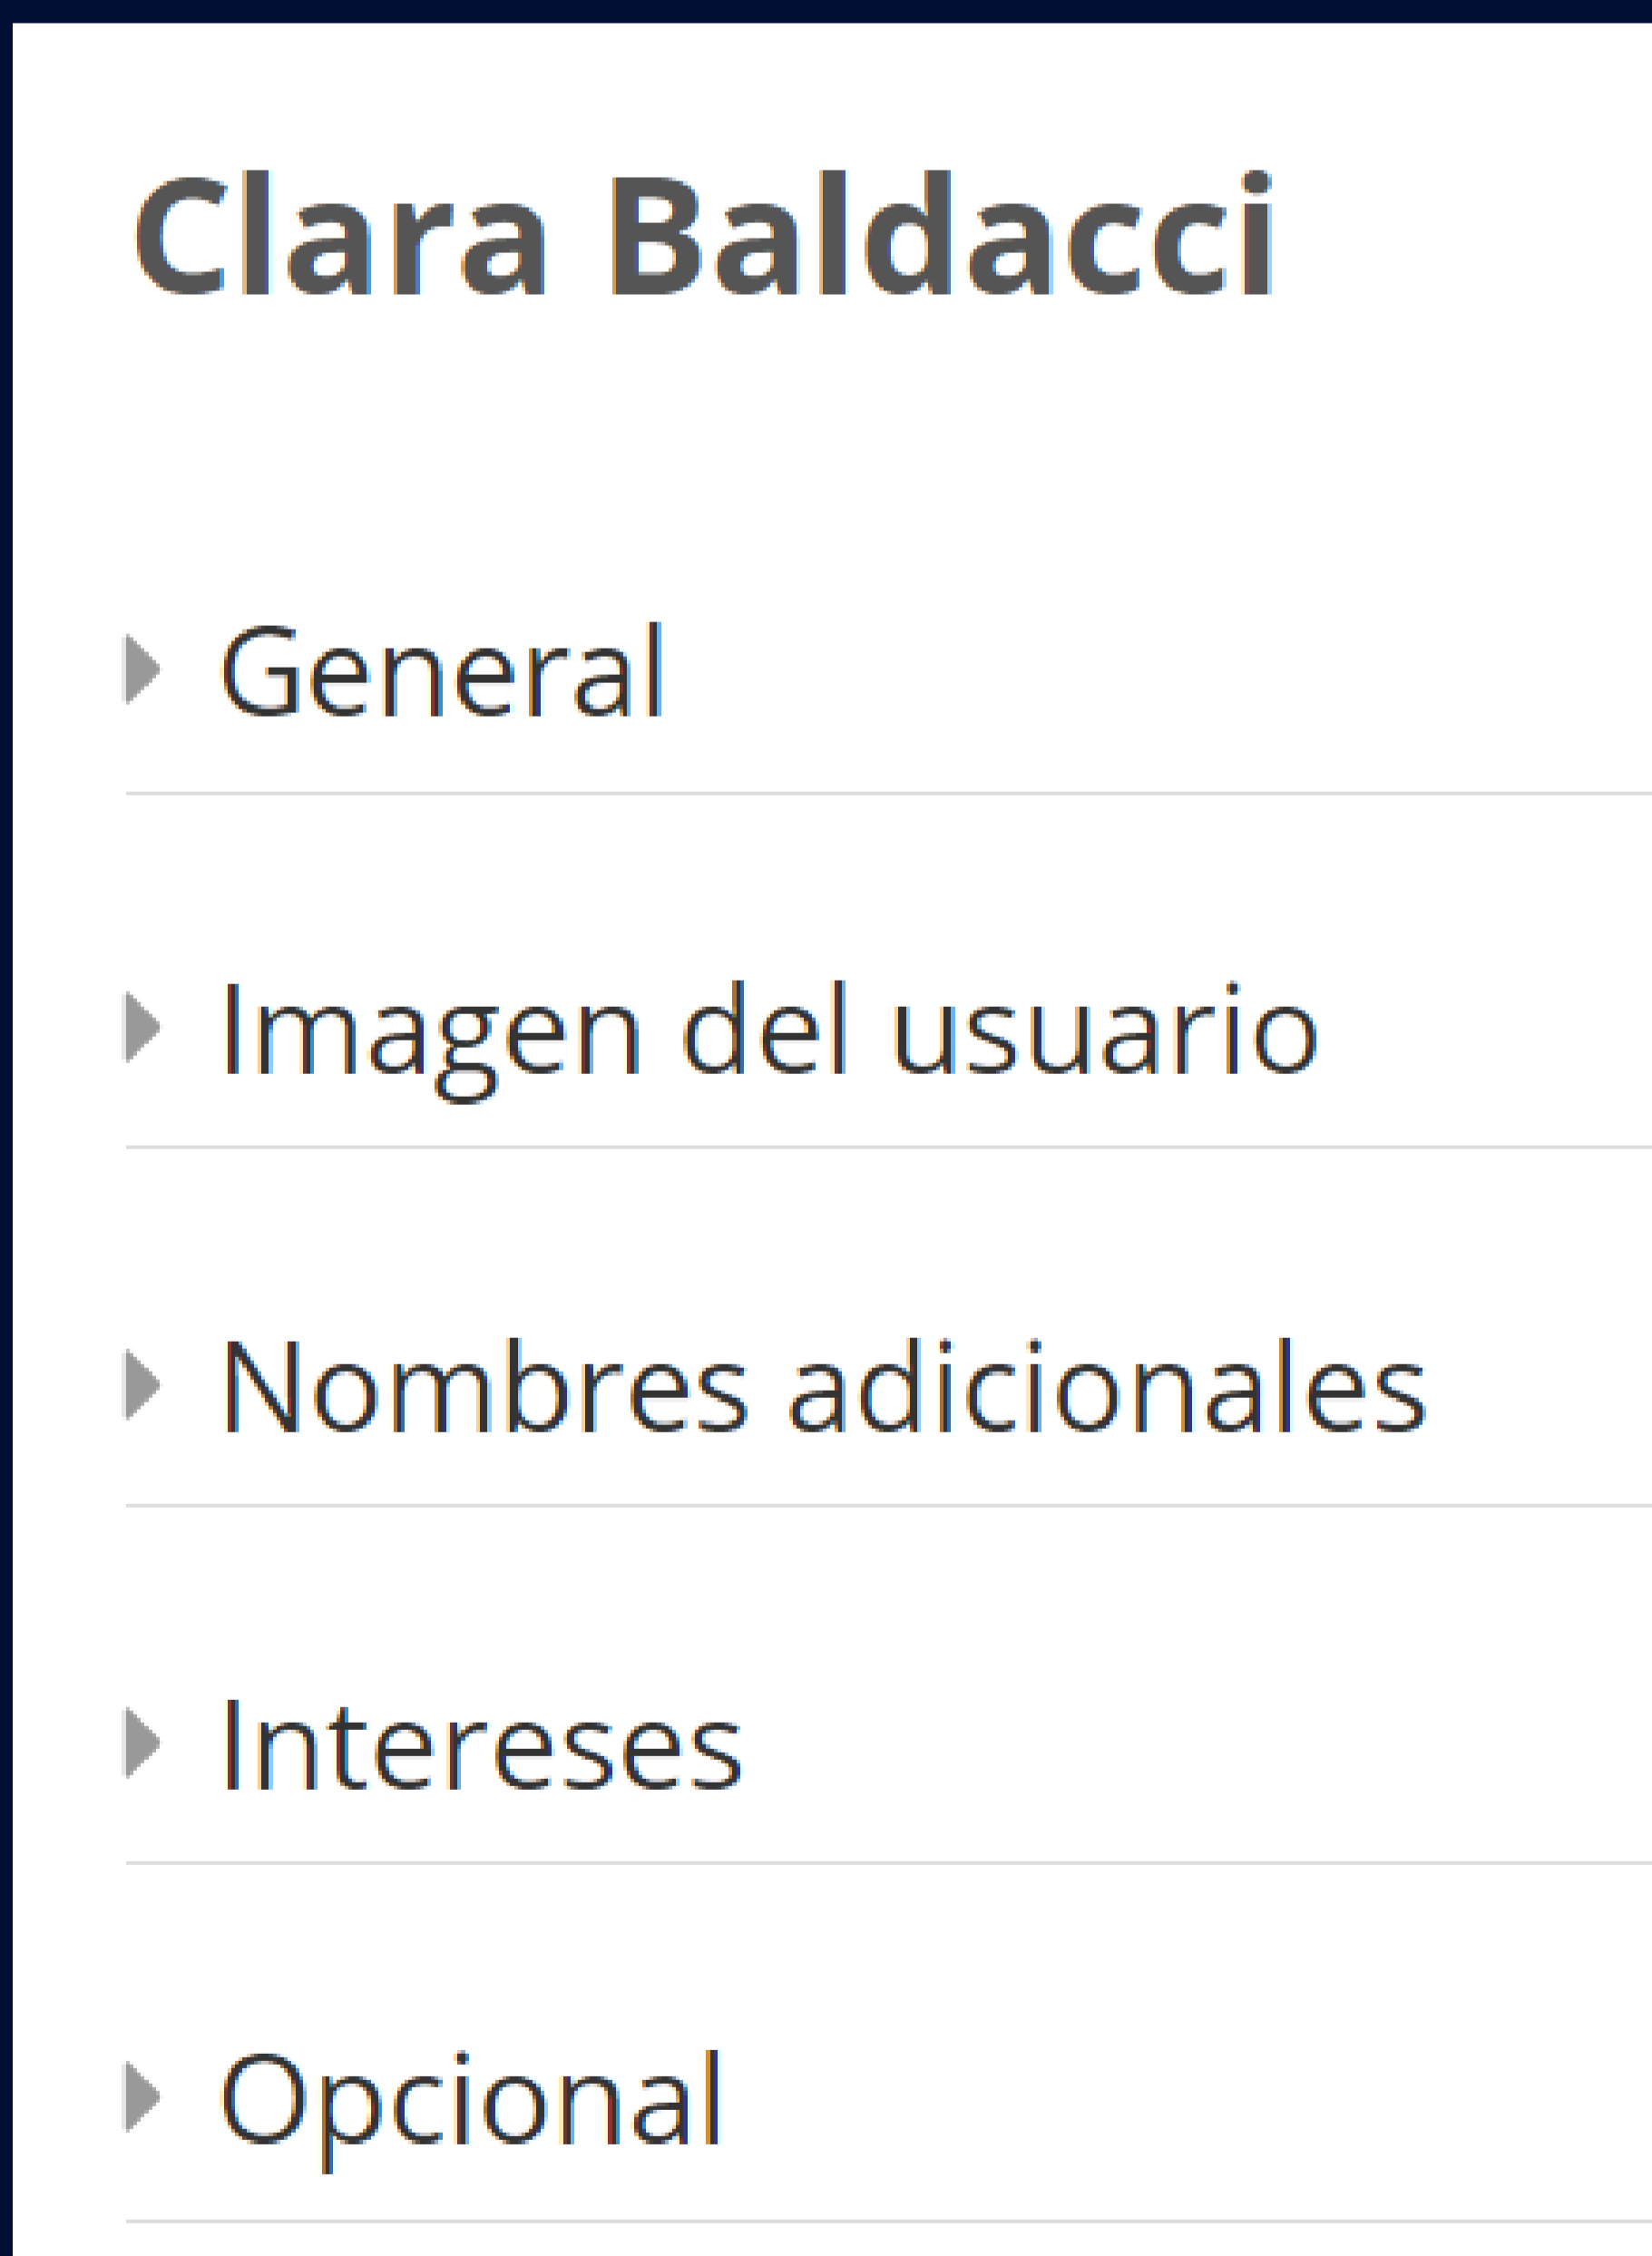 Clara Baldacci
General
Imagen del usuario
Nombres adicionales
Intereses
Opcional